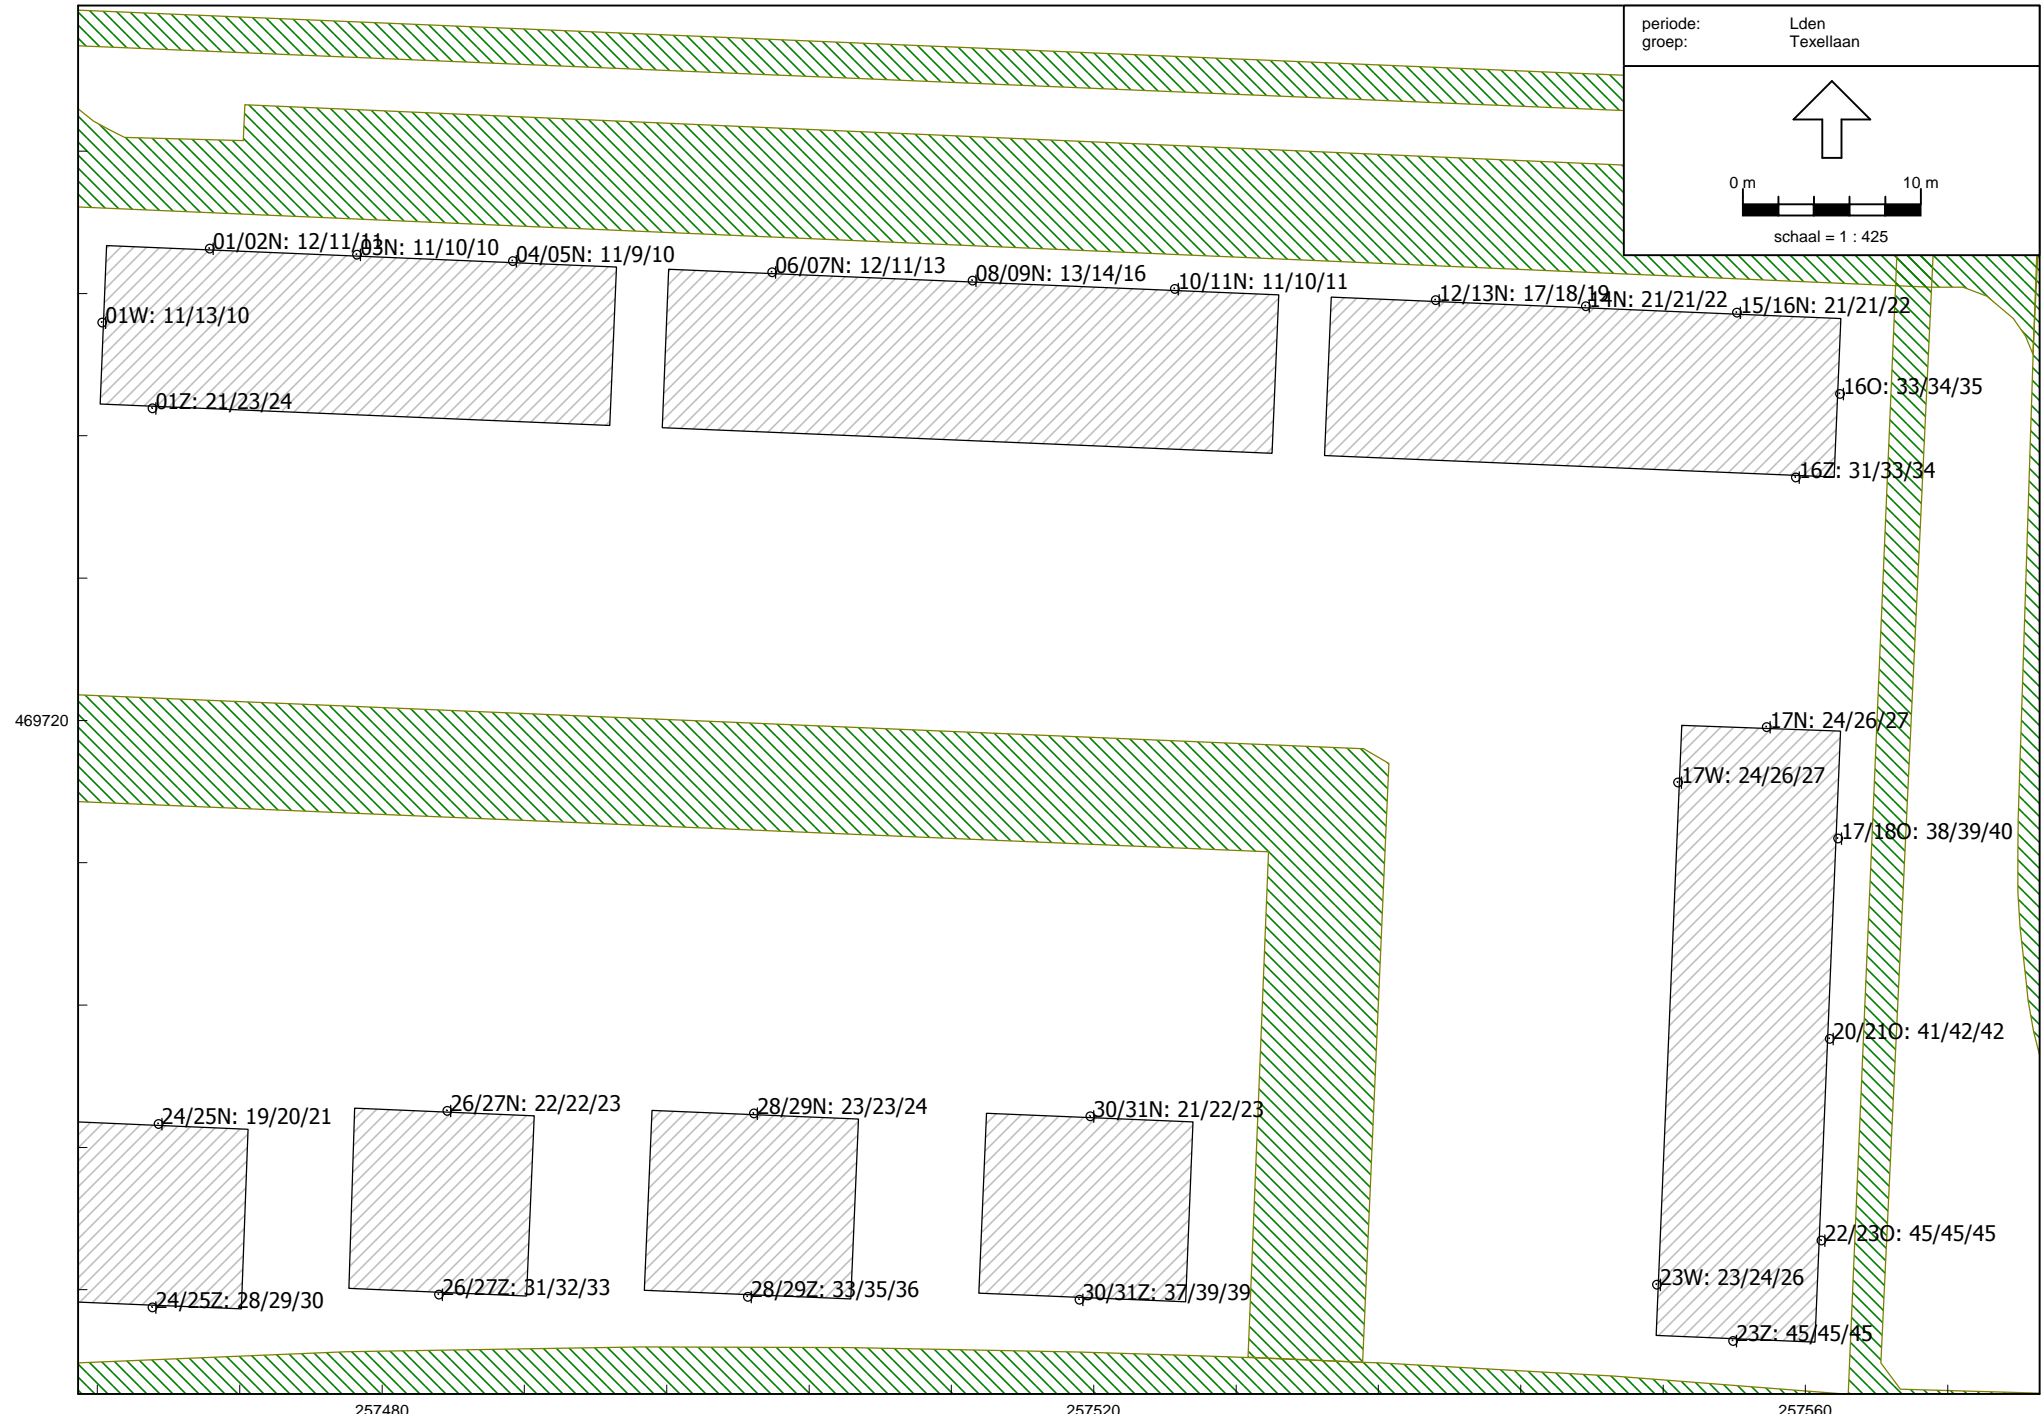 periode: Lden
groep: Texellaan
0 m 10 m
schaal = 1 : 425
01/02N: 12/11/11
03N: 11/10/10
04/05N: 11/9/10
06/07N: 12/11/13
08/09N: 13/14/16
10/11N: 11/10/11
12/13N: 17/18/19
14N: 21/21/22
15/16N: 21/21/22
01W: 11/13/10
16O: 33/34/35
01Z: 21/23/24
16Z: 31/33/34
469720
17N: 24/26/27
17W: 24/26/27
17/18O: 38/39/40
20/21O: 41/42/42
24/25N: 19/20/21
26/27N: 22/22/23
28/29N: 23/23/24
30/31N: 21/22/23
22/23O: 45/45/45
23W: 23/24/26
24/25Z: 28/29/30
26/27Z: 31/32/33
28/29Z: 33/35/36
30/31Z: 37/39/39
23Z: 45/45/45
257480
257520
257560